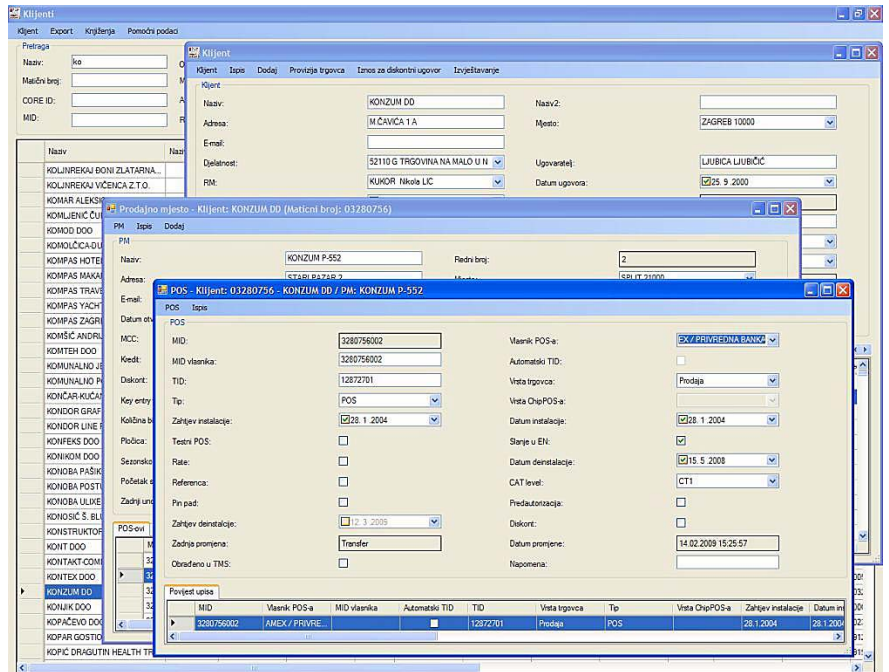 Klijenti
Klijent Export Knjiženja Pomoćni podaci
Pretraga
Naziv: ko
Matični broj:
CORE ID:
MID:
Naziv
KOLJNREKAJ ĐONI ZLATARNA...
KOLJNREKAJ VIČENCA Z.T.O.
KOMAR ALEKSIĆ
KOMLJENIĆ
KOMOD DOO
KOMOLČICA-DU
KOMPAS HOTE
KOMPAS MAKA
KOMPAS TRAVE
KOMPAS YACHT
KOMPAS ZAGR
KOMŠIĆ ANDRI
KOMTEH DOO
KOMUNALNO
KOMUNALNO
KONČAR-KUĆAN
KONDOR GRAF
KONDOR LINE
KONFEKS DOO
KONIKOM DOO
KONOBA PAŠIK
KONOBA POSTU
KONOBA ULIXE
KONOSIĆ Š. BL
KONSTRUKTOR
KONT DOO
KONTAKT-COM
KONTEX DOO
KONZUM DD
KONJIK DOO
KOPAČEVO DOO
KOPAR GOSTIO
KOPIĆ DRAGUTIN HEALTH TR
Klijent
Klijent Ispis Dodaj Provizija trgovca Iznos za diskontni ugovor Izvještavanje
Klijent
Naziv: KONZUM DD Naziv2:
Adresa: M.ČAVIĆA 1 A Mjesto: ZAGREB 10000
E-mail:
Djelatnost: 52110 G TRGOVINA NA MALO U N Ugovaratelj: LJUBICA LJUBIČIĆ
RM: KUKOR Nikola LIC Datum ugovora: 25. 9 .2000
Prodajno mjesto - Klijent: KONZUM DD (Maticni broj: 03280756)
PM Ispis Dodaj
PM
Naziv: KONZUM P-552 Redni broj: 2
Adresa: STARI PAZAR 2 Mjesto: SPLIT 21000
E-mail:
Datum otv
MCC:
Kredit:
Diskont:
Key entry
Količina
Pločica:
Sezonsko
Početak
Zadnji
POS-ovi
POS - Klijent: 03280756 - KONZUM DD / PM: KONZUM P-552
POS Ispis
POS
MID: 3280756002 Vlasnik POS-a: EX / PRIVREDNA BANKA
MID vlasnika: 3280756002 Automatski TID:
TID: 12872701 Vrsta trgovca: Prodaja
Tip: POS Vrsta ChipPOS-a:
Zahtjev instalacije: 28. 1 .2004 Datum instalacije: 28. 1 .2004
Testni POS: Slanje u EN:
Rate: Datum deinstalacije: 15. 5 .2008
Referenca: CAT level: CT1
Pin pad: Predautorizacija:
Zahtjev deinstalcije: 12. 3 .2009 Diskont:
Zadnja promjena: Transfer Datum promjene: 14.02.2009 15:25:57
Obrađeno u TMS: Napomena:
Povijest upisa
MID Vlasnik POS-a MID vlasnika Automatski TID TID Vrsta trgovca Tip Vrsta ChipPOS-a Zahtjev instalacije Datum in
3280756002 AMEX / PRIVRE... 12872701 Prodaja POS 28.1.2004 28.1.2004